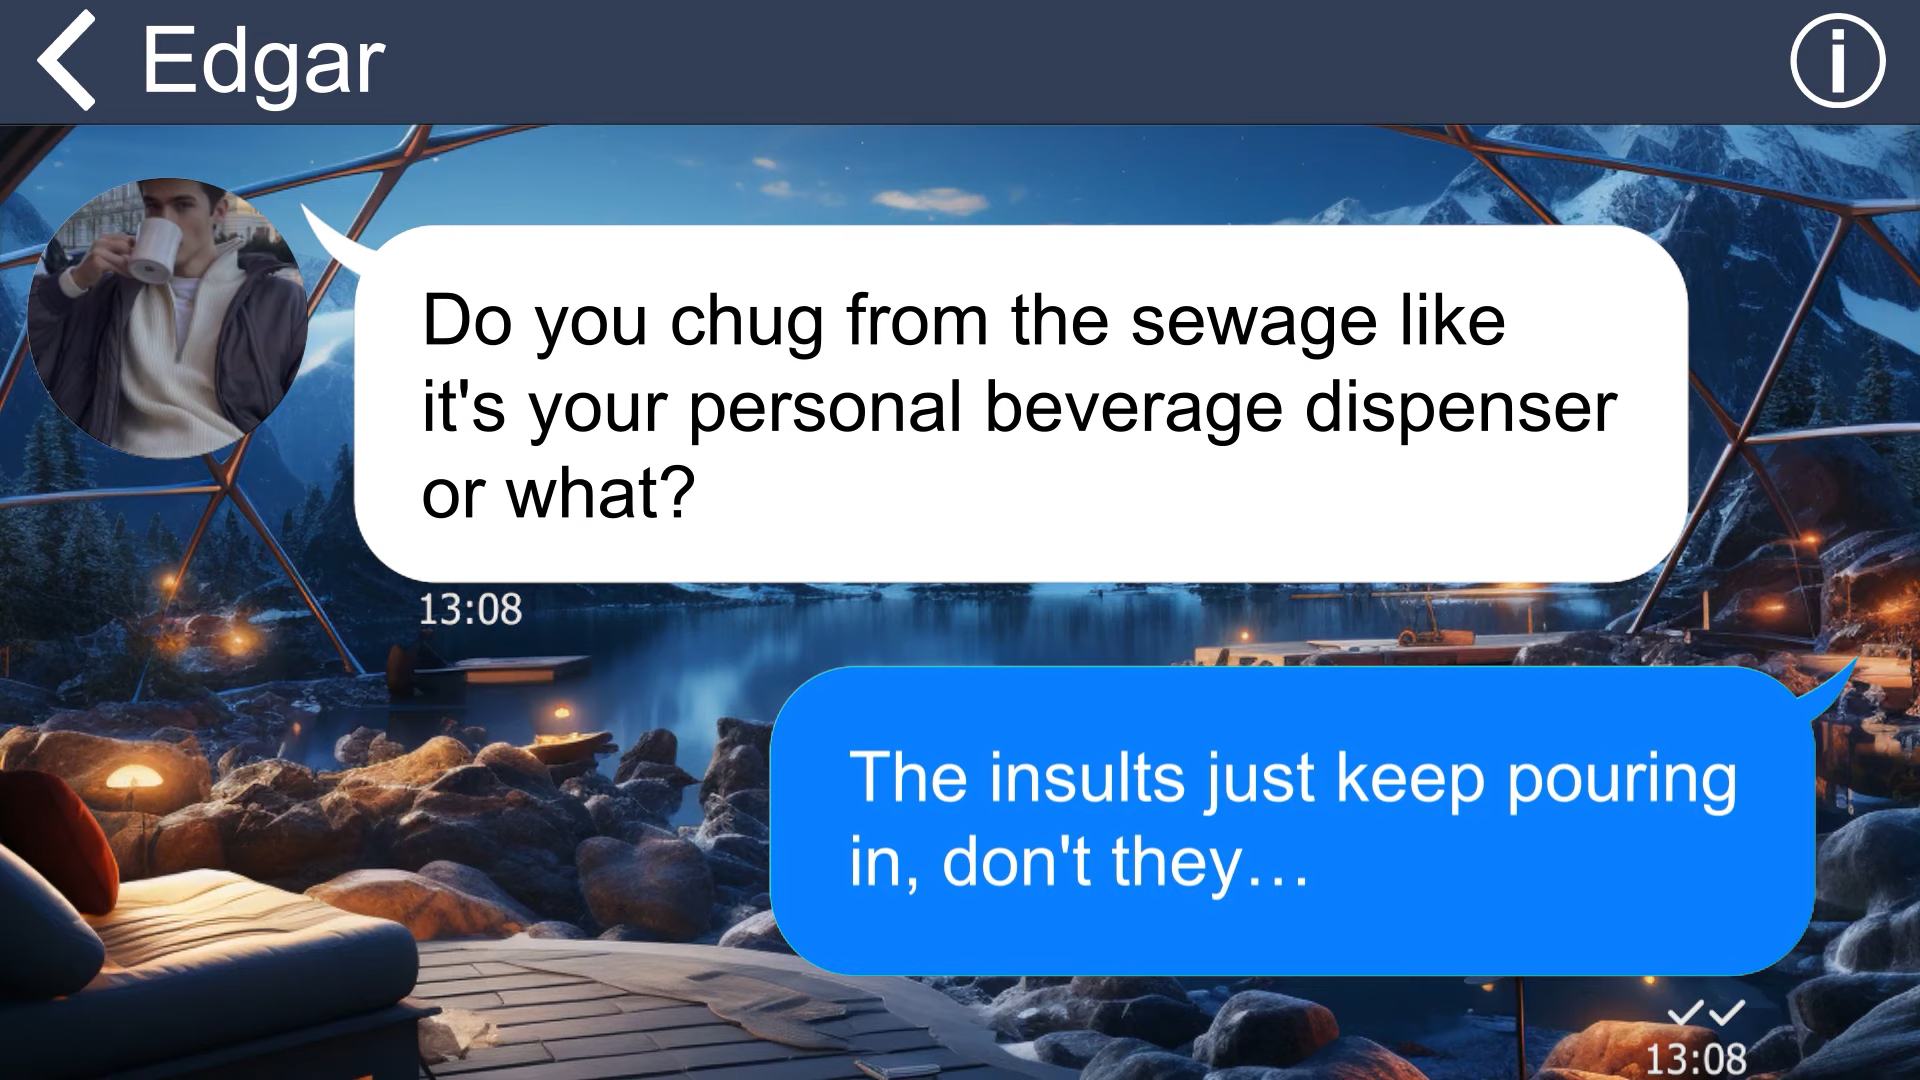 Edgar
Do you chug from the sewage like
it's your personal beverage dispenser
or what?
13:08
The insults just keep pouring
in, don't they…
13:08